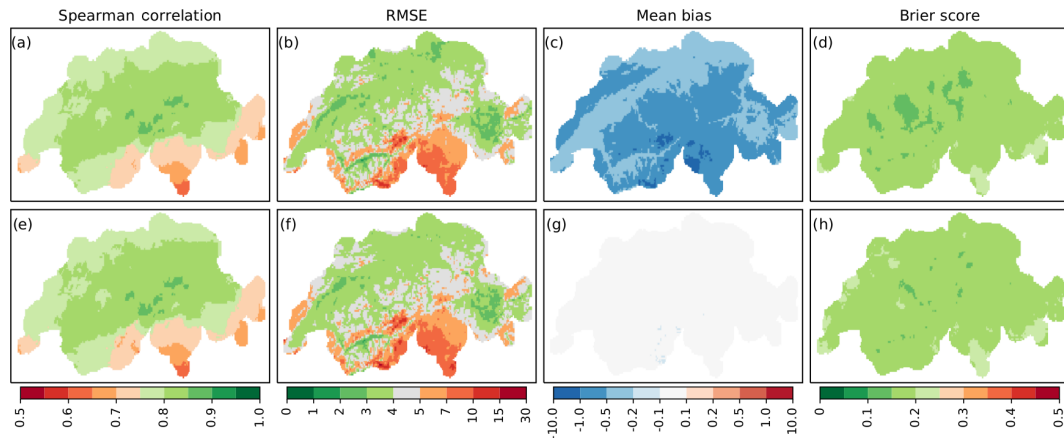 Spearman correlation RMSE Mean bias Brier score
(a) (b) (c) (d)
(e) (f) (g) (h)
0.5 0.6 0.7 0.8 0.9 1.0 0 1 2 3 4 5 7 10 15 30 -10.0 -1.0 -0.5 -0.2 -0.1 0.1 0.2 0.5 1.0 10.0 0 0.1 0.2 0.3 0.4 0.5